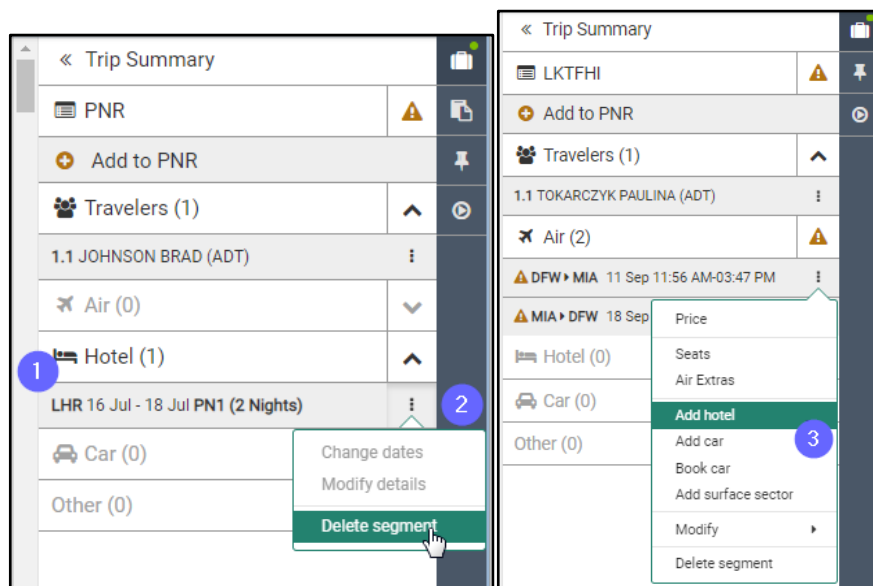 « Trip Summary
PNR
Add to PNR
Travelers (1)
1.1 JOHNSON BRAD (ADT)
Air (0)
Hotel (1)
1
LHR 16 Jul - 18 Jul PN1 (2 Nights)
2
Car (0)
Other (0)
Change dates
Modify details
Delete segment
« Trip Summary
LKTFHI
Add to PNR
Travelers (1)
1.1 TOKARCZYK PAULINA (ADT)
Air (2)
DFW ▸ MIA 11 Sep 11:56 AM-03:47 PM
MIA ▸ DFW 18 Sep
Hotel (0)
Car (0)
Other (0)
Price
Seats
Air Extras
Add hotel
3
Add car
Book car
Add surface sector
Modify
Delete segment